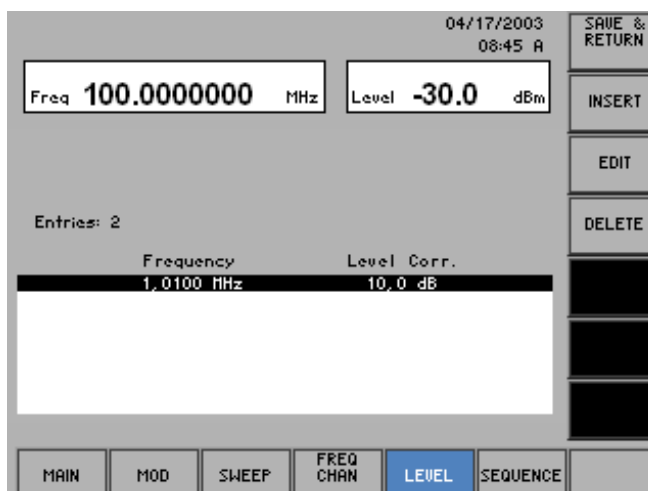 04/17/2003
08:45 A
SAVE &
RETURN
Freq 100.0000000 MHz
Level -30.0 dBm
INSERT
EDIT
Entries: 2
DELETE
Frequency Level Corr.
1,0100 MHz 10,0 dB
MAIN
MOD
SWEEP
FREQ
CHAN
LEVEL
SEQUENCE